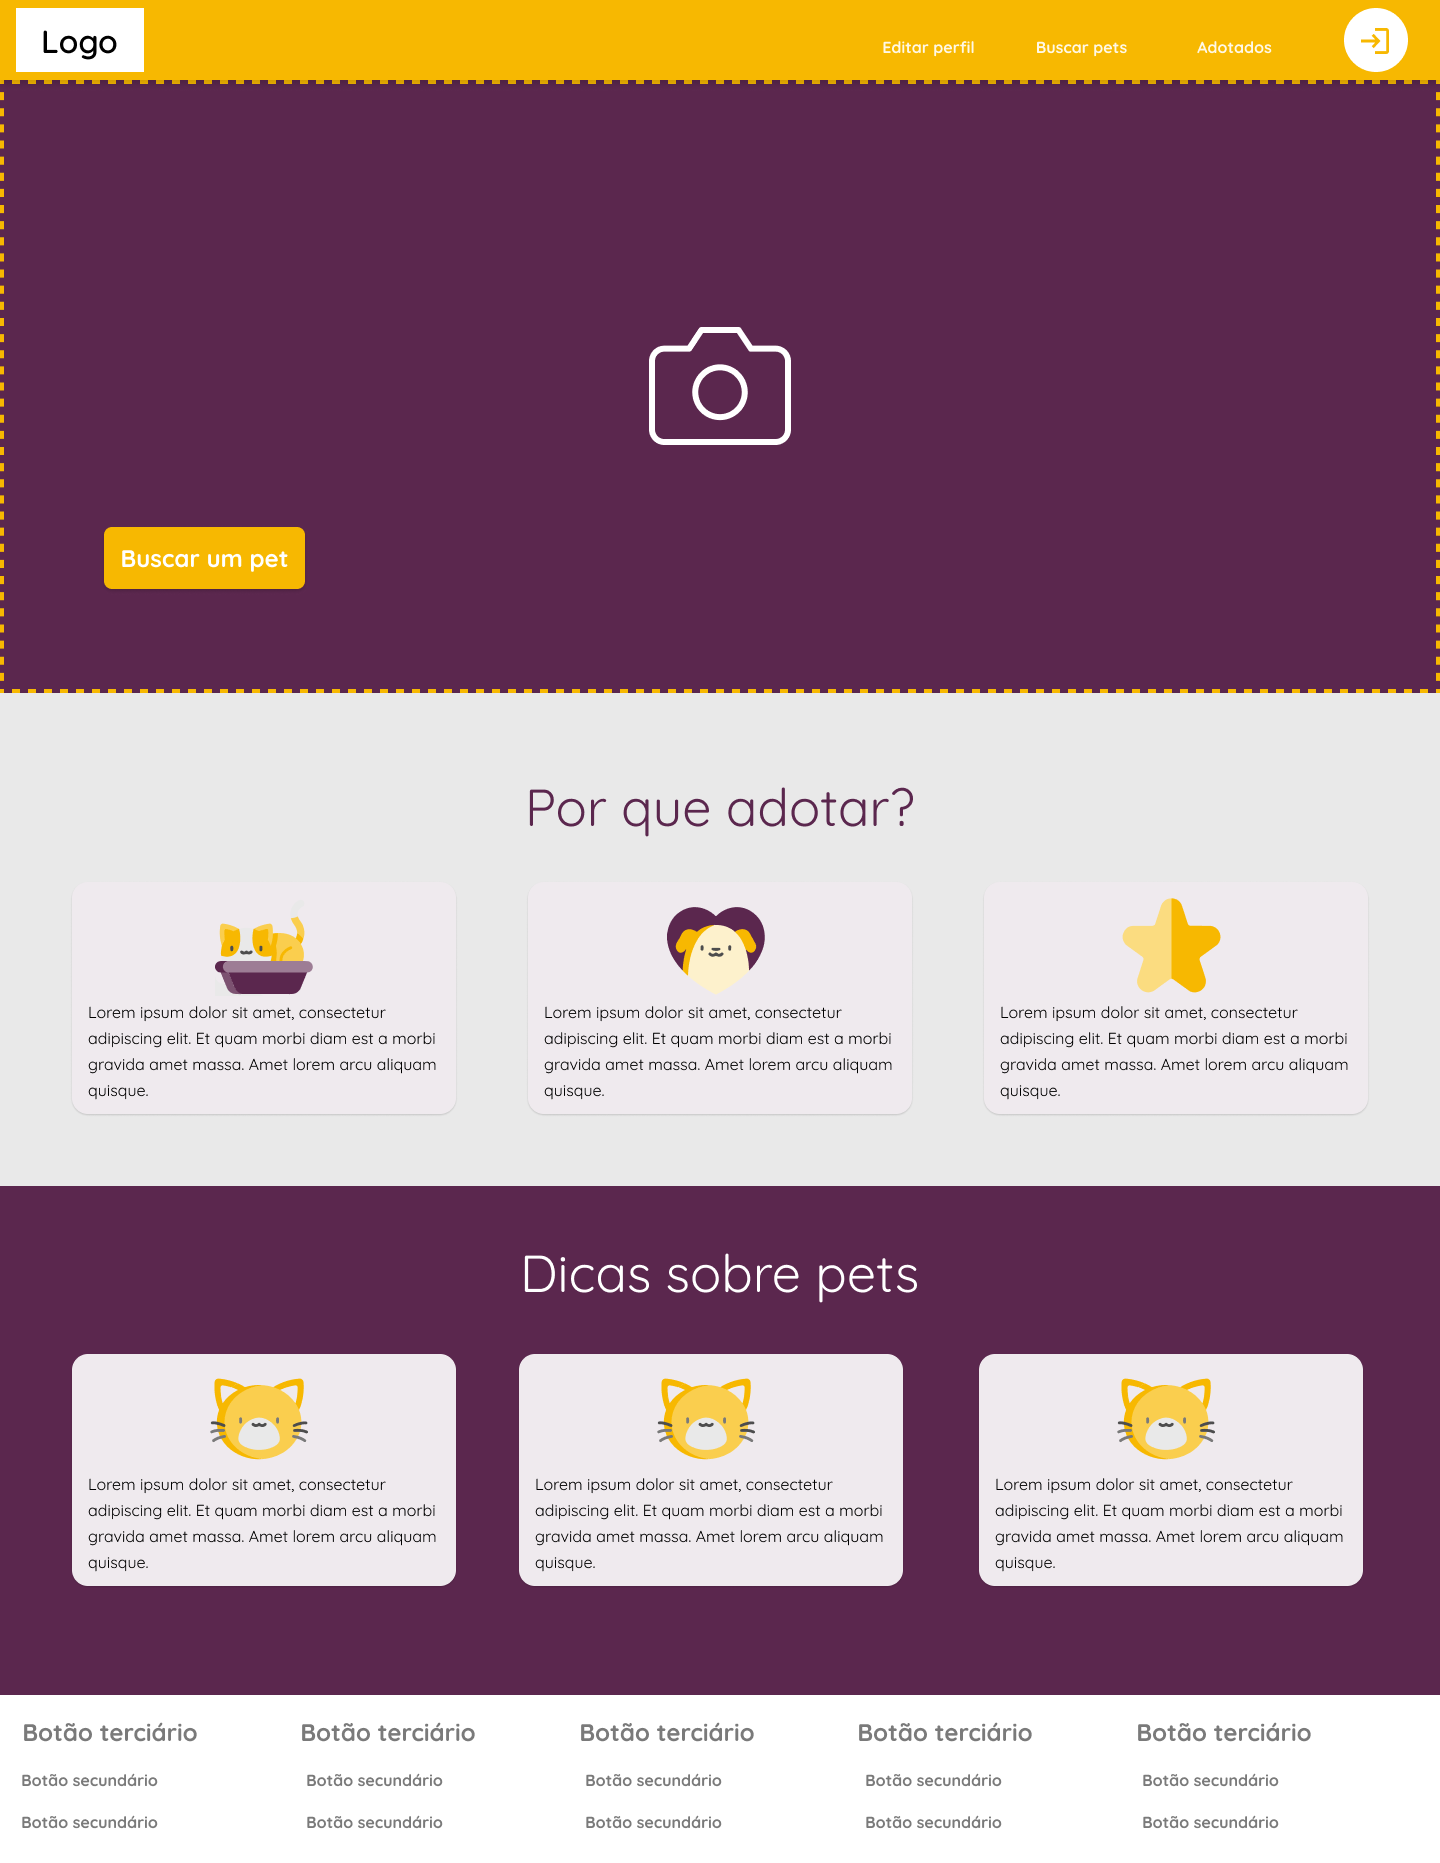 Logo
Editar perfil
Buscar pets
Adotados
Buscar um pet
Por que adotar?
Lorem ipsum dolor sit amet, consectetur
adipiscing elit. Et quam morbi diam est a morbi
gravida amet massa. Amet lorem arcu aliquam
quisque.
Lorem ipsum dolor sit amet, consectetur
adipiscing elit. Et quam morbi diam est a morbi
gravida amet massa. Amet lorem arcu aliquam
quisque.
Lorem ipsum dolor sit amet, consectetur
adipiscing elit. Et quam morbi diam est a morbi
gravida amet massa. Amet lorem arcu aliquam
quisque.
Dicas sobre pets
Lorem ipsum dolor sit amet, consectetur
adipiscing elit. Et quam morbi diam est a morbi
gravida amet massa. Amet lorem arcu aliquam
quisque.
Lorem ipsum dolor sit amet, consectetur
adipiscing elit. Et quam morbi diam est a morbi
gravida amet massa. Amet lorem arcu aliquam
quisque.
Lorem ipsum dolor sit amet, consectetur
adipiscing elit. Et quam morbi diam est a morbi
gravida amet massa. Amet lorem arcu aliquam
quisque.
Botão terciário
Botão secundário
Botão secundário
Botão terciário
Botão secundário
Botão secundário
Botão terciário
Botão secundário
Botão secundário
Botão terciário
Botão secundário
Botão secundário
Botão terciário
Botão secundário
Botão secundário